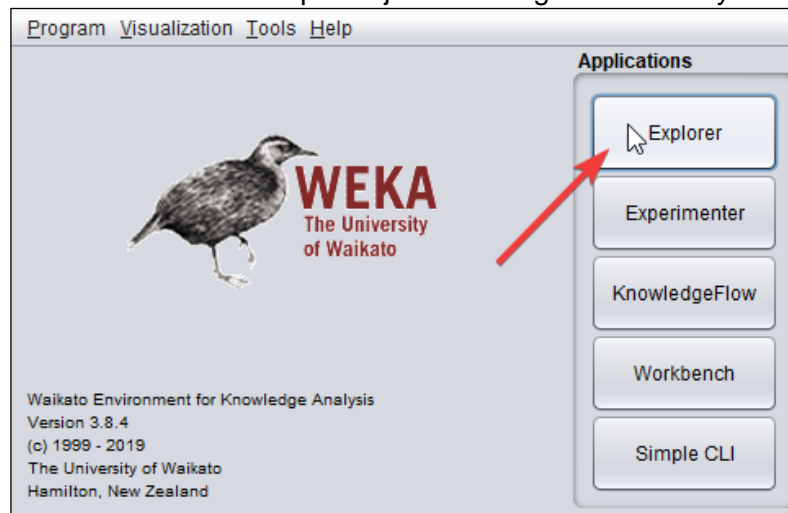 Program Visualization Tools Help
Applications
Explorer
WEKA
The University
of Waikato
Experimenter
KnowledgeFlow
Workbench
Simple CLI
Waikato Environment for Knowledge Analysis
Version 3.8.4
(c) 1999 - 2019
The University of Waikato
Hamilton, New Zealand